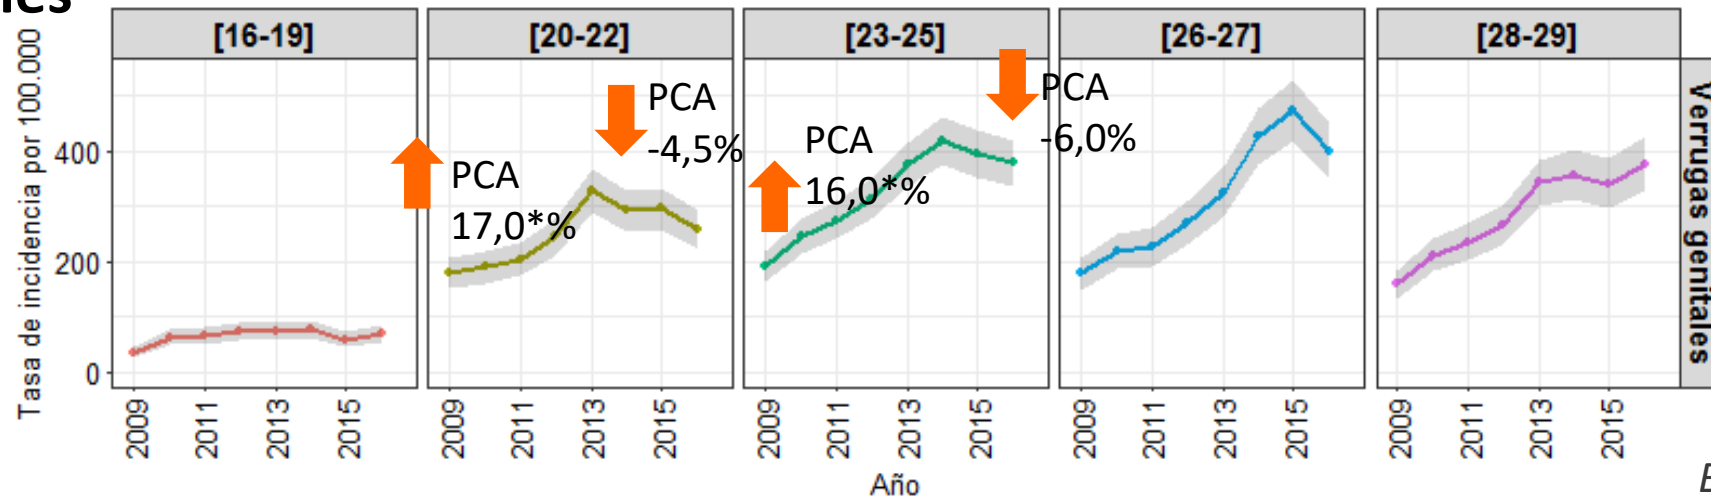 [16-19] [20-22] [23-25] [26-27] [28-29]
Tasa de incidencia por 100.000
400
200
0
PCA
17,0*%
PCA
-4,5%
PCA
16,0*%
PCA
-6,0%
Verrugas genitales
2009 2011 2013 2015 2009 2011 2013 2015 2009 2011 2013 2015 2009 2011 2013 2015 2009 2011 2013 2015
Año